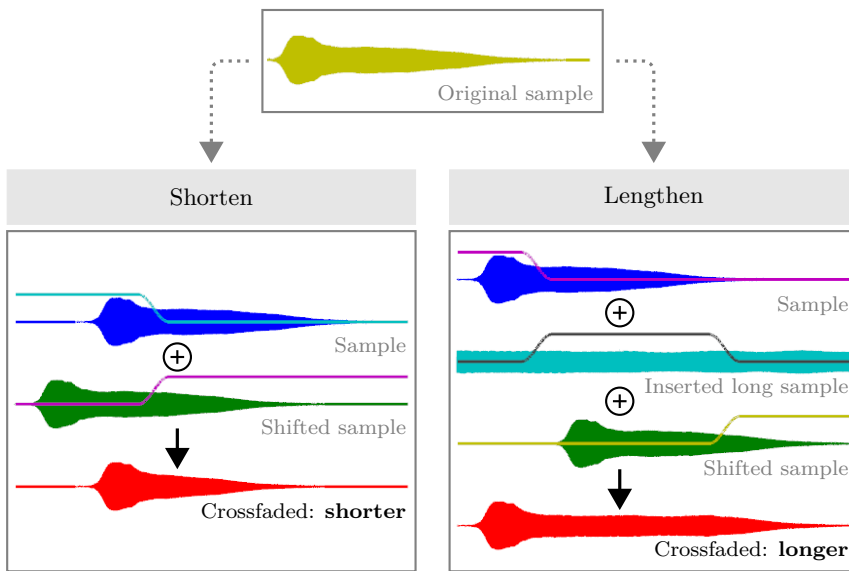 Original sample
Shorten
Sample
Shifted sample
Crossfaded: shorter
Lengthen
Sample
Inserted long sample
Shifted sample
Crossfaded: longer